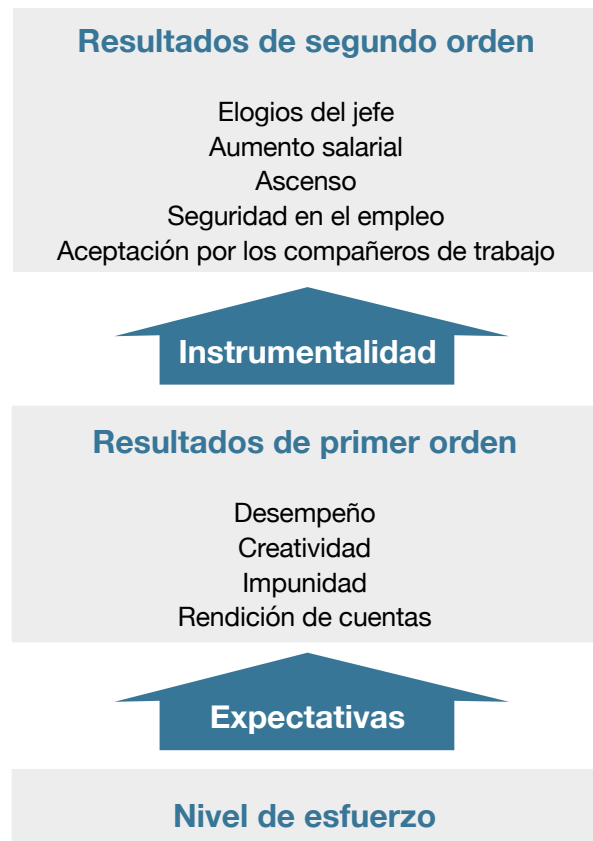 Resultados de segundo orden
Elogios del jefe
Aumento salarial
Ascenso
Seguridad en el empleo
Aceptación por los compañeros de trabajo
Instrumentalidad
Resultados de primer orden
Desempeño
Creatividad
Impunidad
Rendición de cuentas
Expectativas
Nivel de esfuerzo